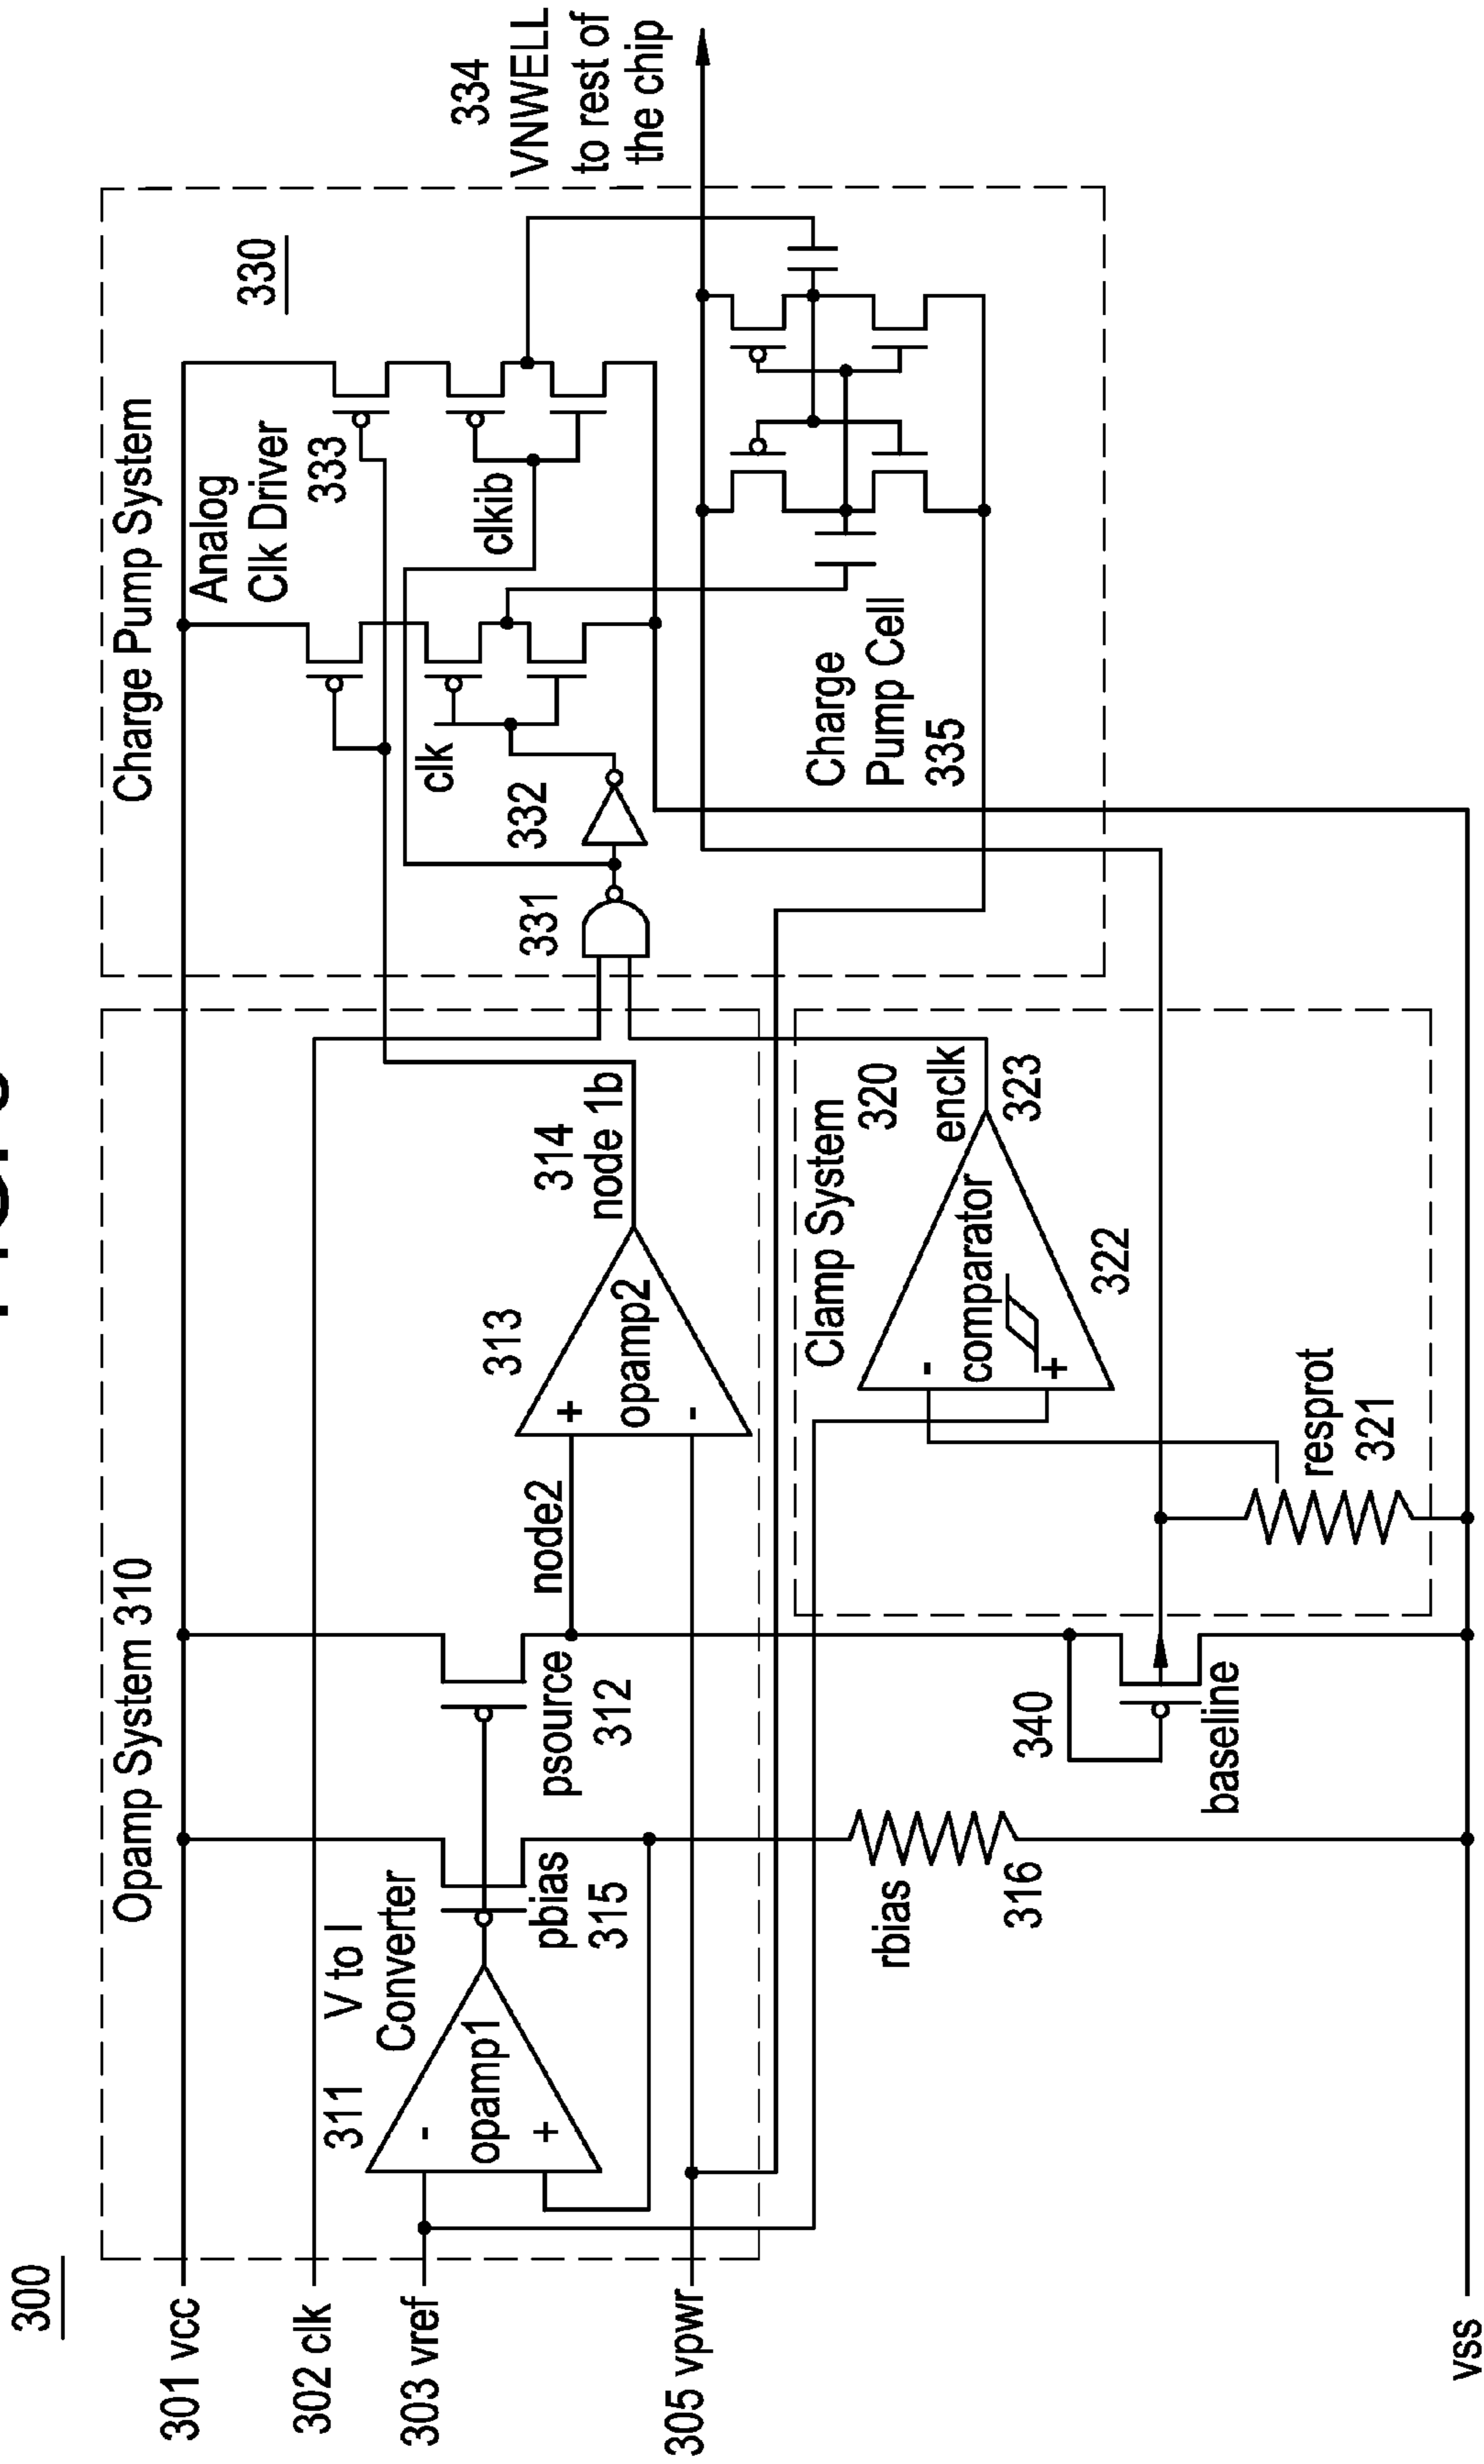 300
301 vcc
302 clk
303 vref
305 vpwr
vss
Opamp System 310
311
V to I
Converter
-
opamp1
+
pbias
315
psource
312
node2
313
+
opamp2
-
314
node 1b
rbias
316
340
baseline
Clamp System
320
-
comparator
+
enclk
323
322
resprot
321
Charge Pump System
330
Analog
Clk Driver
333
clk
clkib
331
332
Charge
Pump Cell
335
334
VNWELL
to rest of
the chip